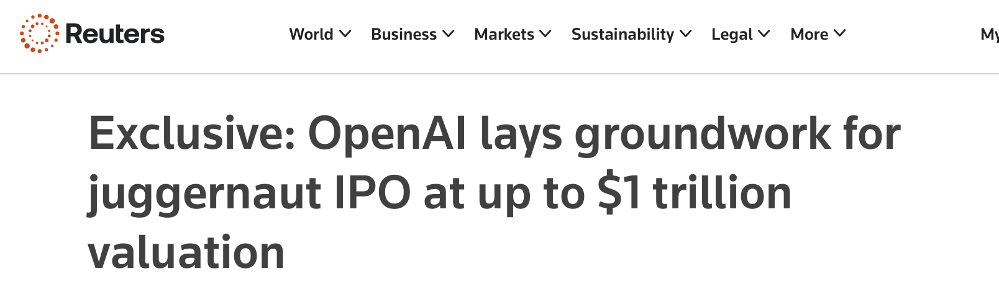 Reuters World Business Markets Sustainability Legal More My
Exclusive: OpenAI lays groundwork for
juggernaut IPO at up to $1 trillion
valuation